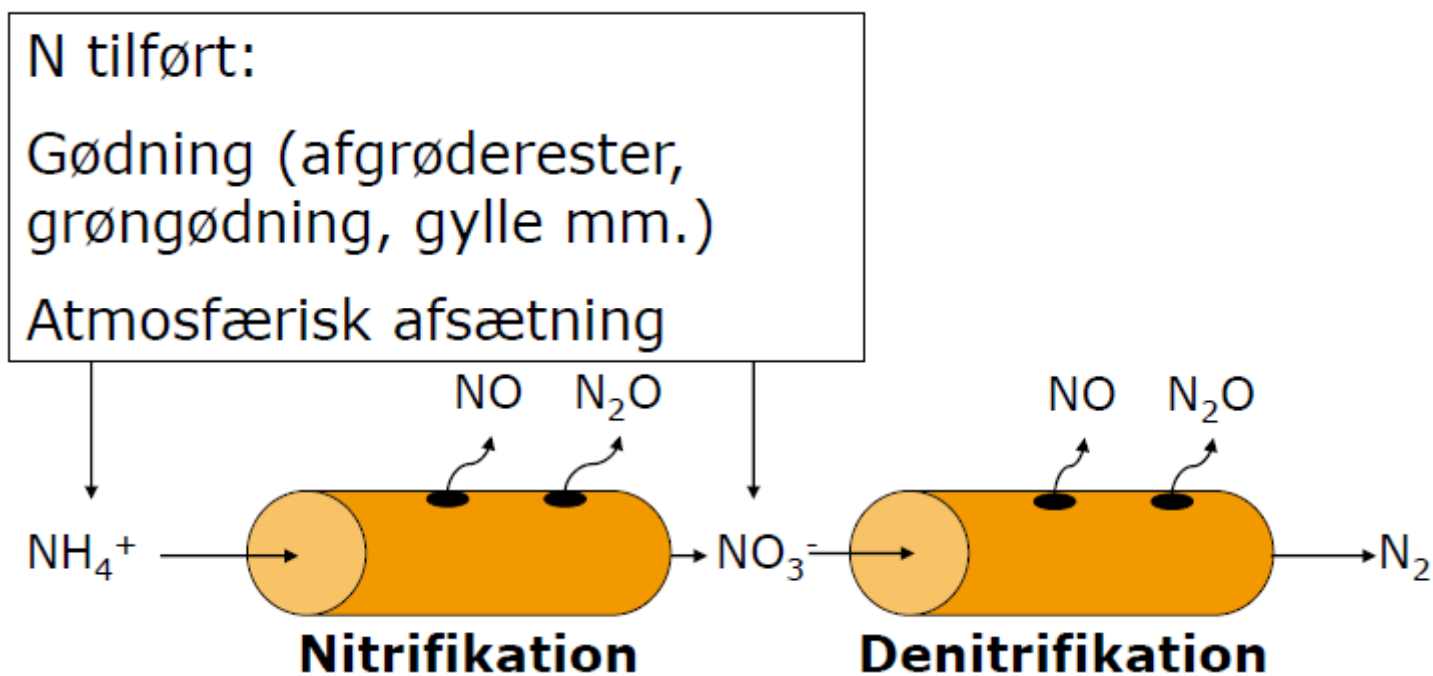 N tilført:
Gødning (afgrøderester,
grøngødning, gylle mm.)
Atmosfærisk afsætning
NO N₂O NO N₂O
NH₄⁺ NO₃⁻ N₂
Nitrifikation Denitrifikation